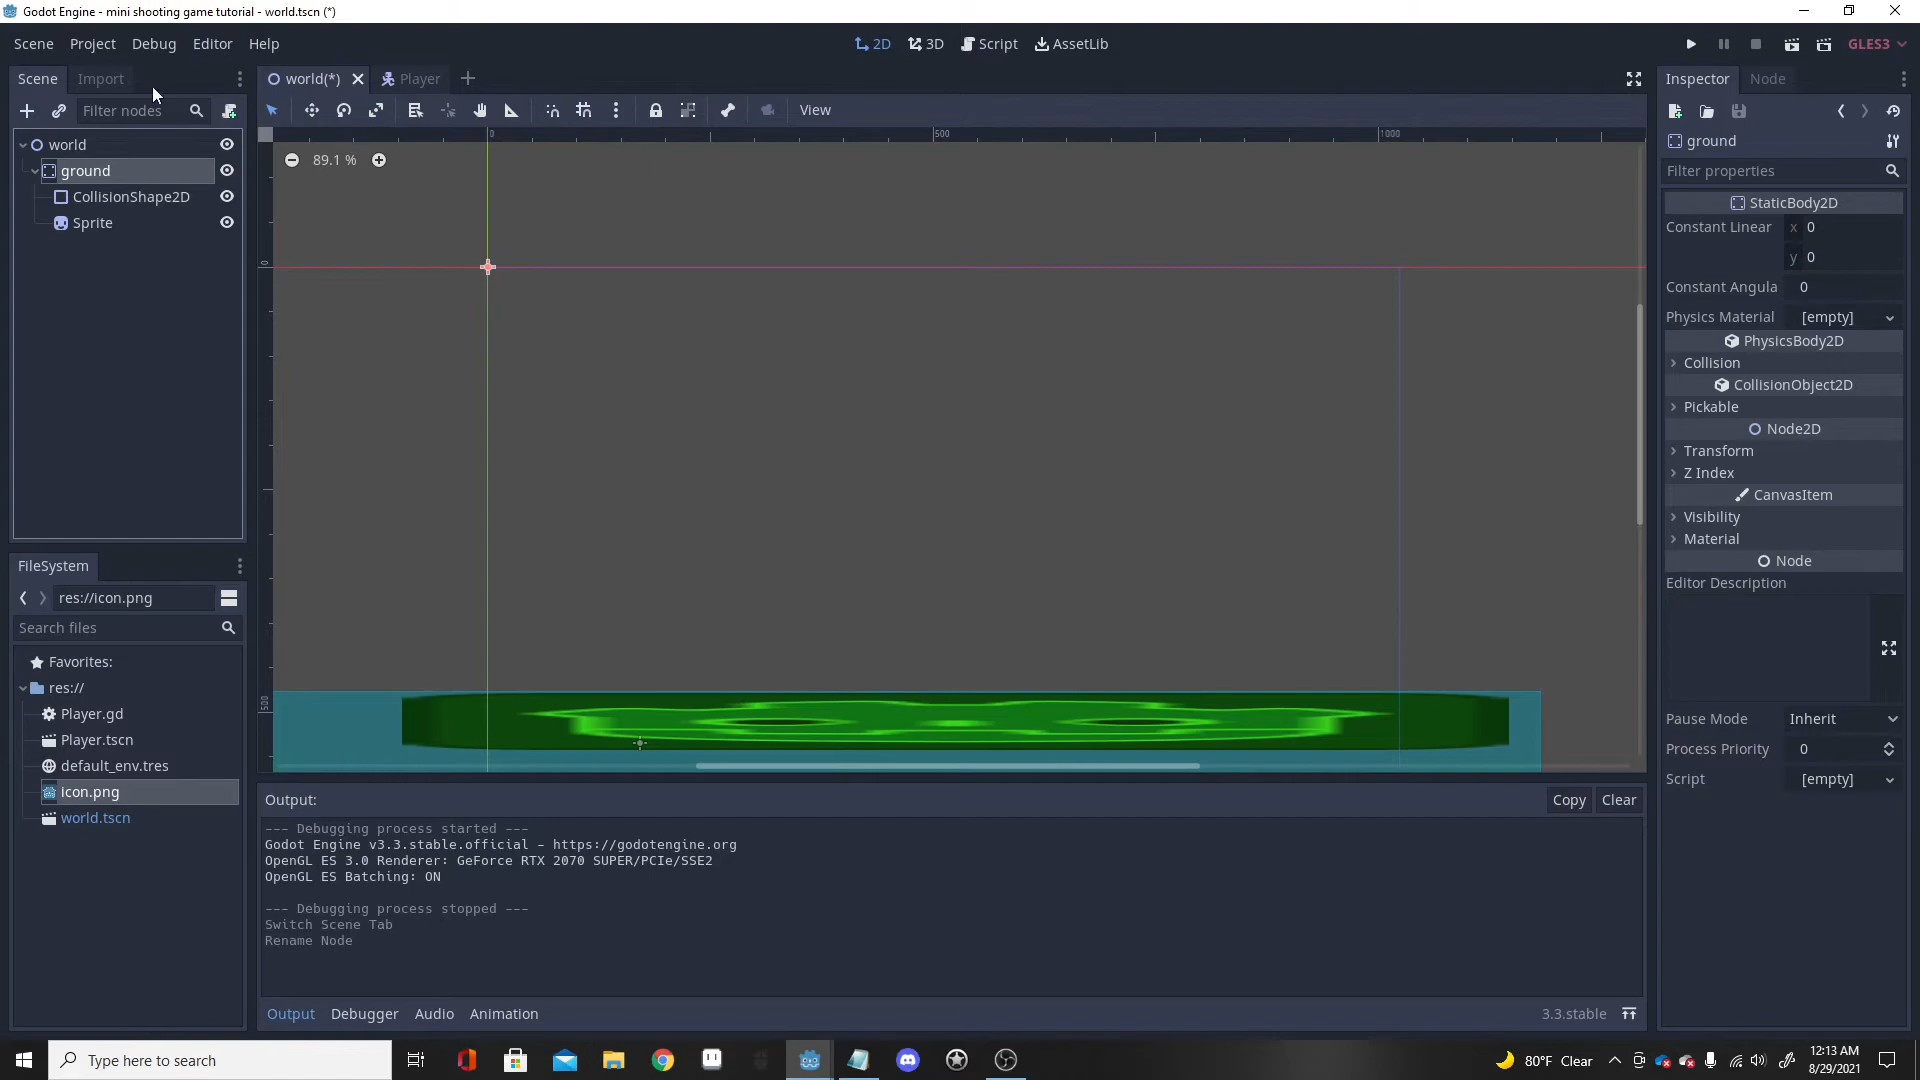 Godot Engine - mini shooting game tutorial - world.tscn (*)
Scene Project Debug Editor Help
2D 3D Script AssetLib
GLES3
Scene Import
world(*) Player
Inspector Node
Filter nodes
View
world
ground
CollisionShape2D
Sprite
0 500 1000
89.1 %
0
500
ground
Filter properties
StaticBody2D
Constant Linear x 0
y 0
Constant Angula 0
Physics Material [empty]
PhysicsBody2D
Collision
CollisionObject2D
Pickable
Node2D
Transform
Z Index
CanvasItem
Visibility
Material
Node
Editor Description
Pause Mode Inherit
Process Priority 0
Script [empty]
FileSystem
res://icon.png
Search files
Favorites:
res://
Player.gd
Player.tscn
default_env.tres
icon.png
world.tscn
Output:
Copy Clear
--- Debugging process started ---
Godot Engine v3.3.stable.official - https://godotengine.org
OpenGL ES 3.0 Renderer: GeForce RTX 2070 SUPER/PCIe/SSE2
OpenGL ES Batching: ON
--- Debugging process stopped ---
Switch Scene Tab
Rename Node
Output Debugger Audio Animation
3.3.stable
Type here to search
80°F Clear
12:13 AM
8/29/2021